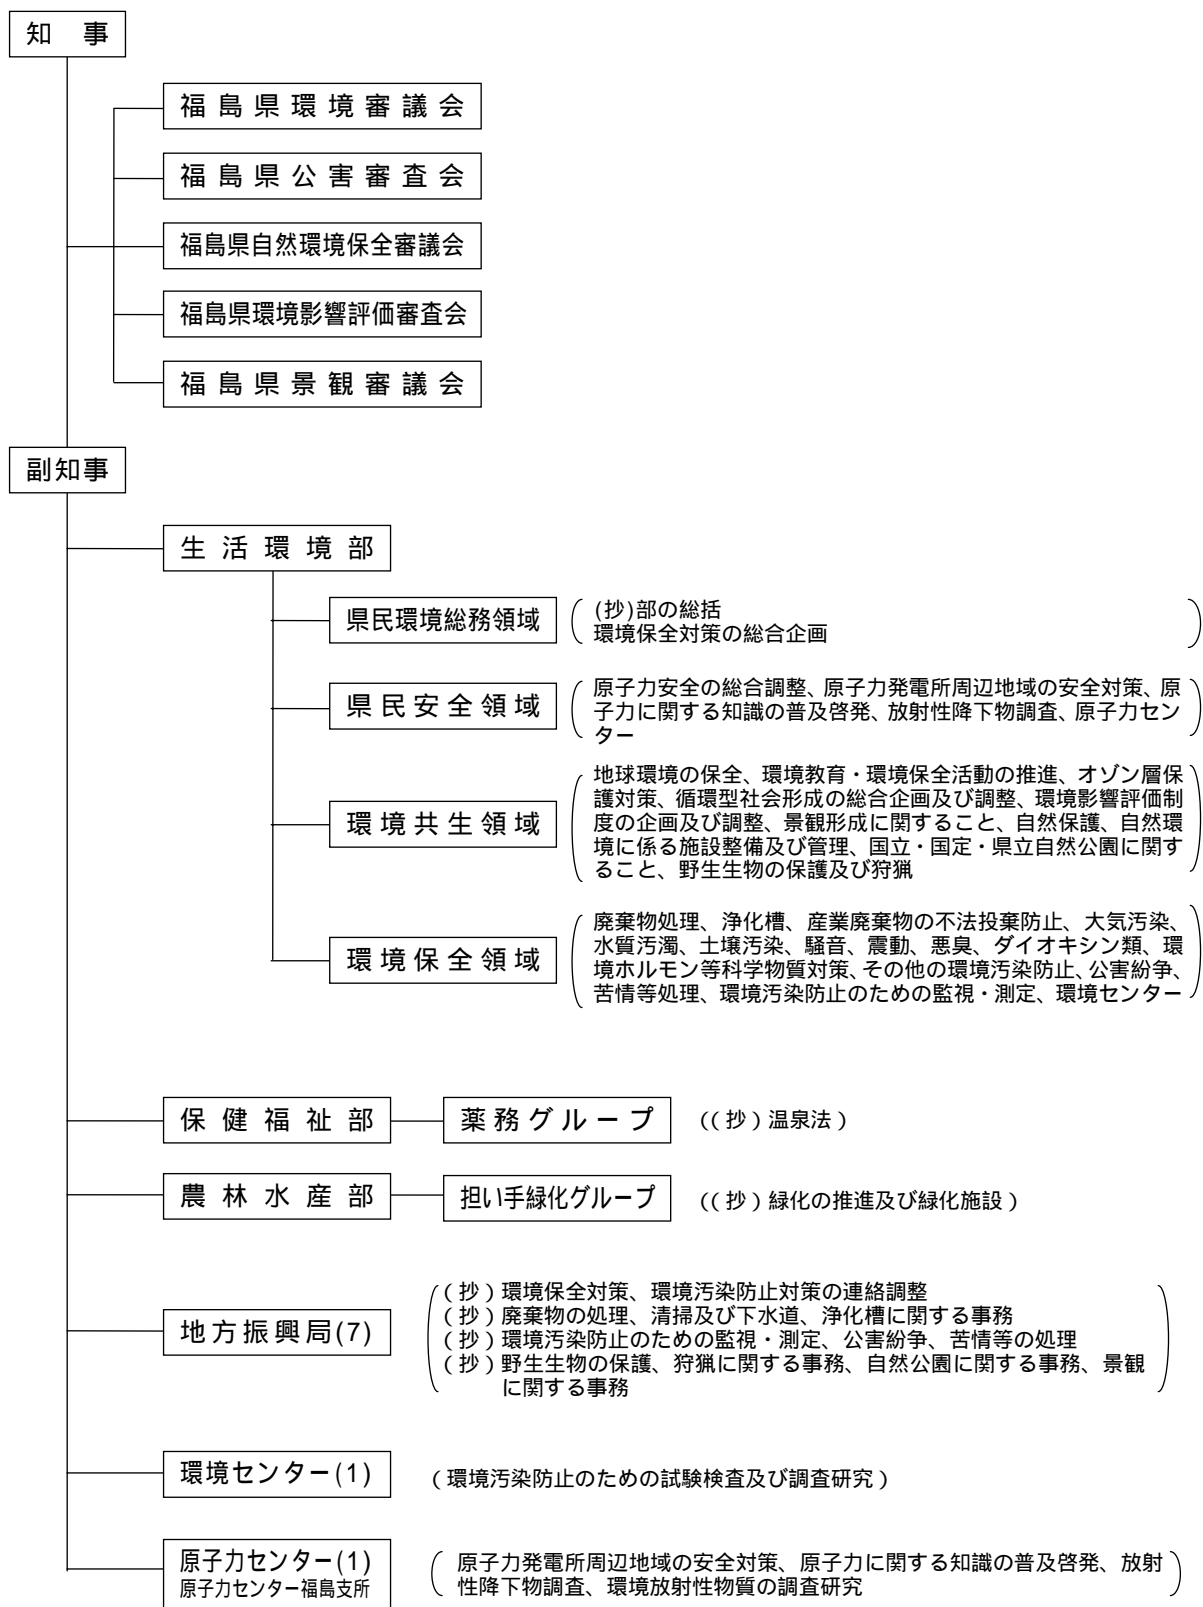 知 事
福島県環境審議会
福島県公害審査会
福島県自然環境保全審議会
福島県環境影響評価審査会
福島県景観審議会
副知事
生活環境部
県民環境総務領域
(抄)部の総括
環境保全対策の総合企画
県民安全領域
原子力安全の総合調整、原子力発電所周辺地域の安全対策、原
子力に関する知識の普及啓発、放射性降下物調査、原子力セン
ター
環境共生領域
地球環境の保全、環境教育・環境保全活動の推進、オゾン層保
護対策、循環型社会形成の総合企画及び調整、環境影響評価制
度の企画及び調整、景観形成に関すること、自然保護、自然環
境に係る施設整備及び管理、国立・国定・県立自然公園に関す
ること、野生生物の保護及び狩猟
環境保全領域
廃棄物処理、浄化槽、産業廃棄物の不法投棄防止、大気汚染、
水質汚濁、土壌汚染、騒音、震動、悪臭、ダイオキシン類、環
境ホルモン等科学物質対策、その他の環境汚染防止、公害紛争、
苦情等処理、環境汚染防止のための監視・測定、環境センター
保健福祉部
薬務グループ
((抄)温泉法)
農林水産部
担い手緑化グループ
((抄)緑化の推進及び緑化施設)
地方振興局(7)
(抄)環境保全対策、環境汚染防止対策の連絡調整
(抄)廃棄物の処理、清掃及び下水道、浄化槽に関する事務
(抄)環境汚染防止のための監視・測定、公害紛争、苦情等の処理
(抄)野生生物の保護、狩猟に関する事務、自然公園に関する事務、景観
に関する事務
環境センター(1)
(環境汚染防止のための試験検査及び調査研究)
原子力センター(1)
原子力センター福島支所
原子力発電所周辺地域の安全対策、原子力に関する知識の普及啓発、放射
性降下物調査、環境放射性物質の調査研究